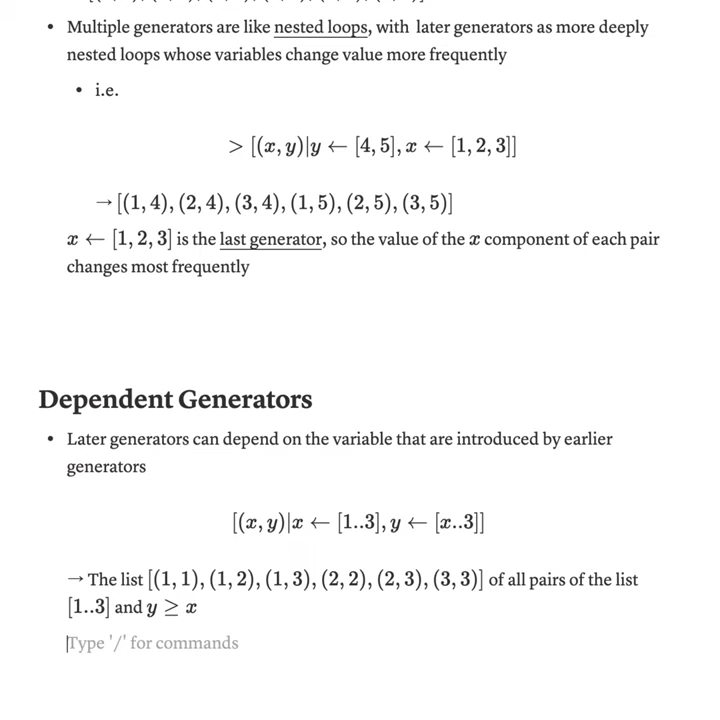 • Multiple generators are like nested loops, with later generators as more deeply
nested loops whose variables change value more frequently
• i.e.
> [(x, y)|y ← [4, 5], x ← [1, 2, 3]]
→ [(1, 4), (2, 4), (3, 4), (1, 5), (2, 5), (3, 5)]
x ← [1, 2, 3] is the last generator, so the value of the x component of each pair
changes most frequently
Dependent Generators
• Later generators can depend on the variable that are introduced by earlier
generators
[(x, y)|x ← [1..3], y ← [x..3]]
→ The list [(1, 1), (1, 2), (1, 3), (2, 2), (2, 3), (3, 3)] of all pairs of the list
[1..3] and y ≥ x
Type '/' for commands